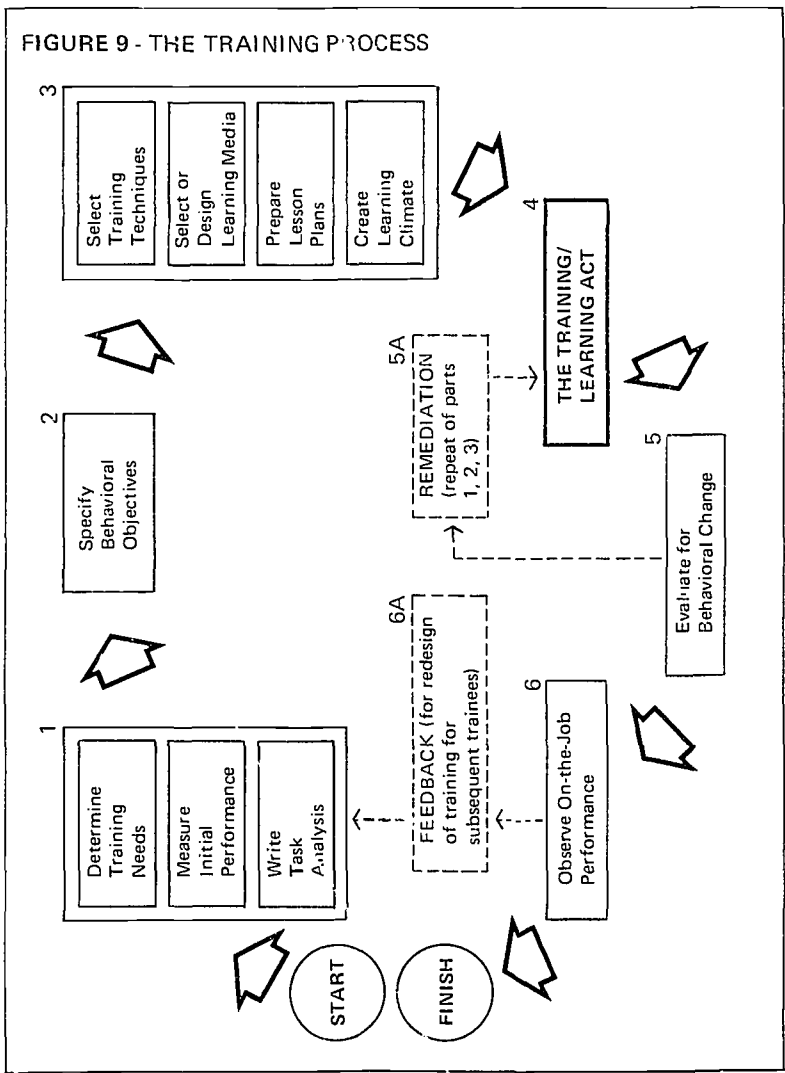 FIGURE 9 - THE TRAINING PROCESS
START
1
Determine
Training
Needs
Measure
Initial
Performance
Write
Task
Analysis
2
Specify
Behavioral
Objectives
3
Select
Training
Techniques
Select or
Design
Learning Media
Prepare
Lesson
Plans
Create
Learning
Climate
4
THE TRAINING/
LEARNING ACT
5
Evaluate for
Behavioral Change
5A
REMEDIATION
(repeat of parts
1, 2, 3)
6
Observe On-the-Job
Performance
6A
FEEDBACK (for redesign
of training for
subsequent trainees)
FINISH